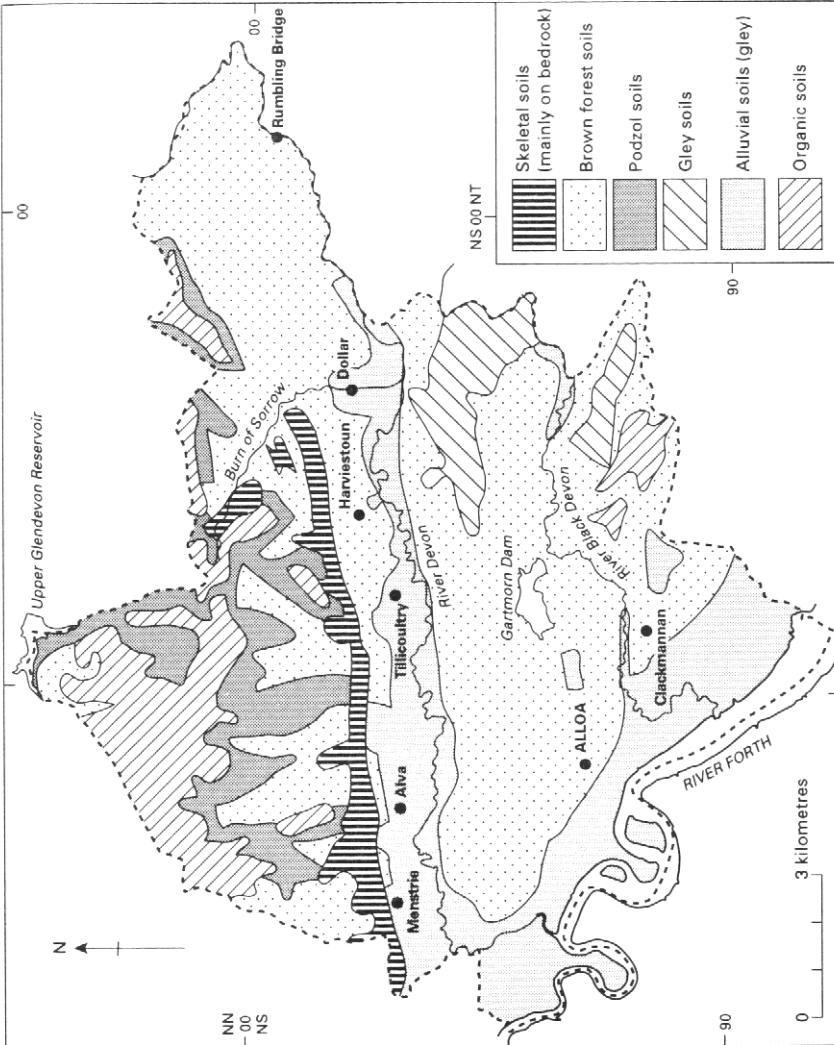 00
00
Rumbling Bridge
NS 00 NT
Skeletal soils
(mainly on bedrock)
Brown forest soils
Podzol soils
Gley soils
Alluvial soils (gley)
Organic soils
90
Upper Glendevon Reservoir
Burn of Sorrow
Dollar
Harviestoun
Tillicoultry
River Devon
Gartmorn Dam
River Black Devon
Clackmannan
ALLOA
RIVER FORTH
Alva
Menstrie
N
NN
00
NS
90
0
3 kilometres